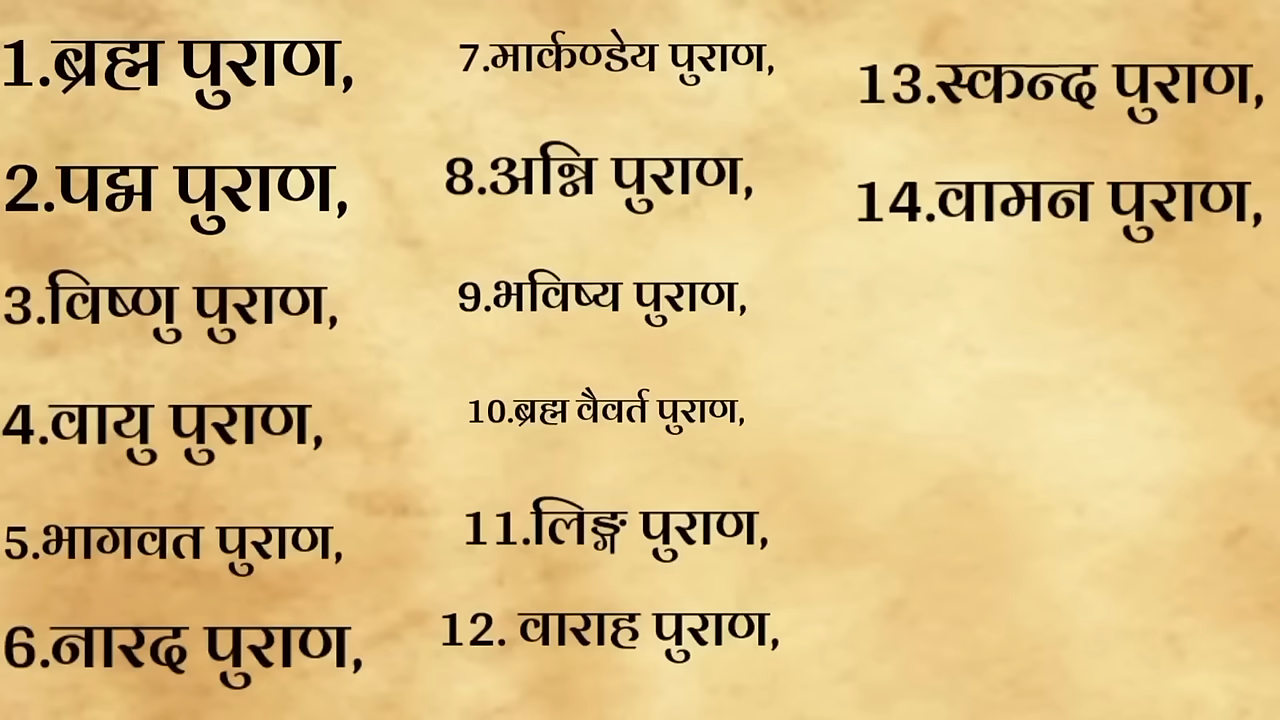 1.ब्रह्म पुराण,
2.पद्म पुराण,
3.विष्णु पुराण,
4.वायु पुराण,
5.भागवत पुराण,
6.नारद पुराण,
7.मार्कण्डेय पुराण,
8.अग्नि पुराण,
9.भविष्य पुराण,
10.ब्रह्म वैवर्त पुराण,
11.लिङ्ग पुराण,
12. वाराह पुराण,
13.स्कन्द पुराण,
14.वामन पुराण,